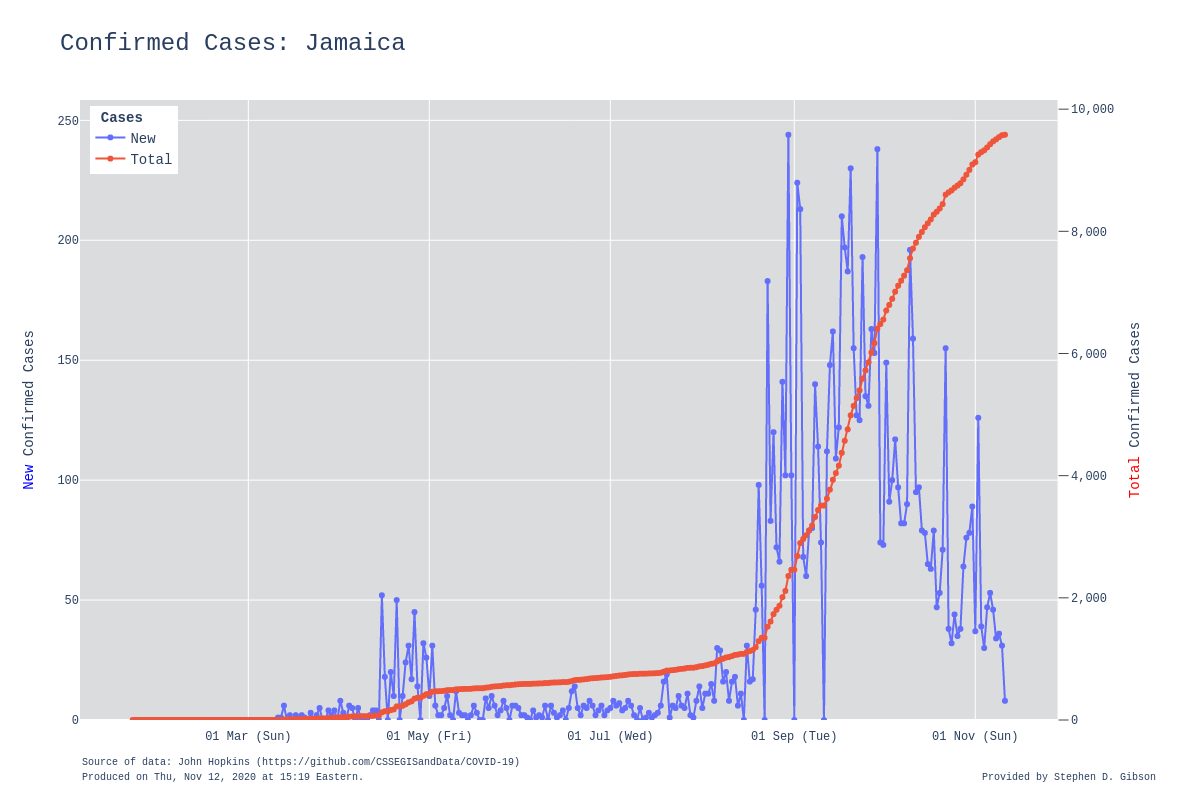 Confirmed Cases: Jamaica
Cases
New
Total
250
200
150
100
50
0
New Confirmed Cases
10,000
8,000
6,000
4,000
2,000
0
Total Confirmed Cases
01 Mar (Sun)
01 May (Fri)
01 Jul (Wed)
01 Sep (Tue)
01 Nov (Sun)
Source of data: John Hopkins (https://github.com/CSSEGISandData/COVID-19)
Produced on Thu, Nov 12, 2020 at 15:19 Eastern.
Provided by Stephen D. Gibson